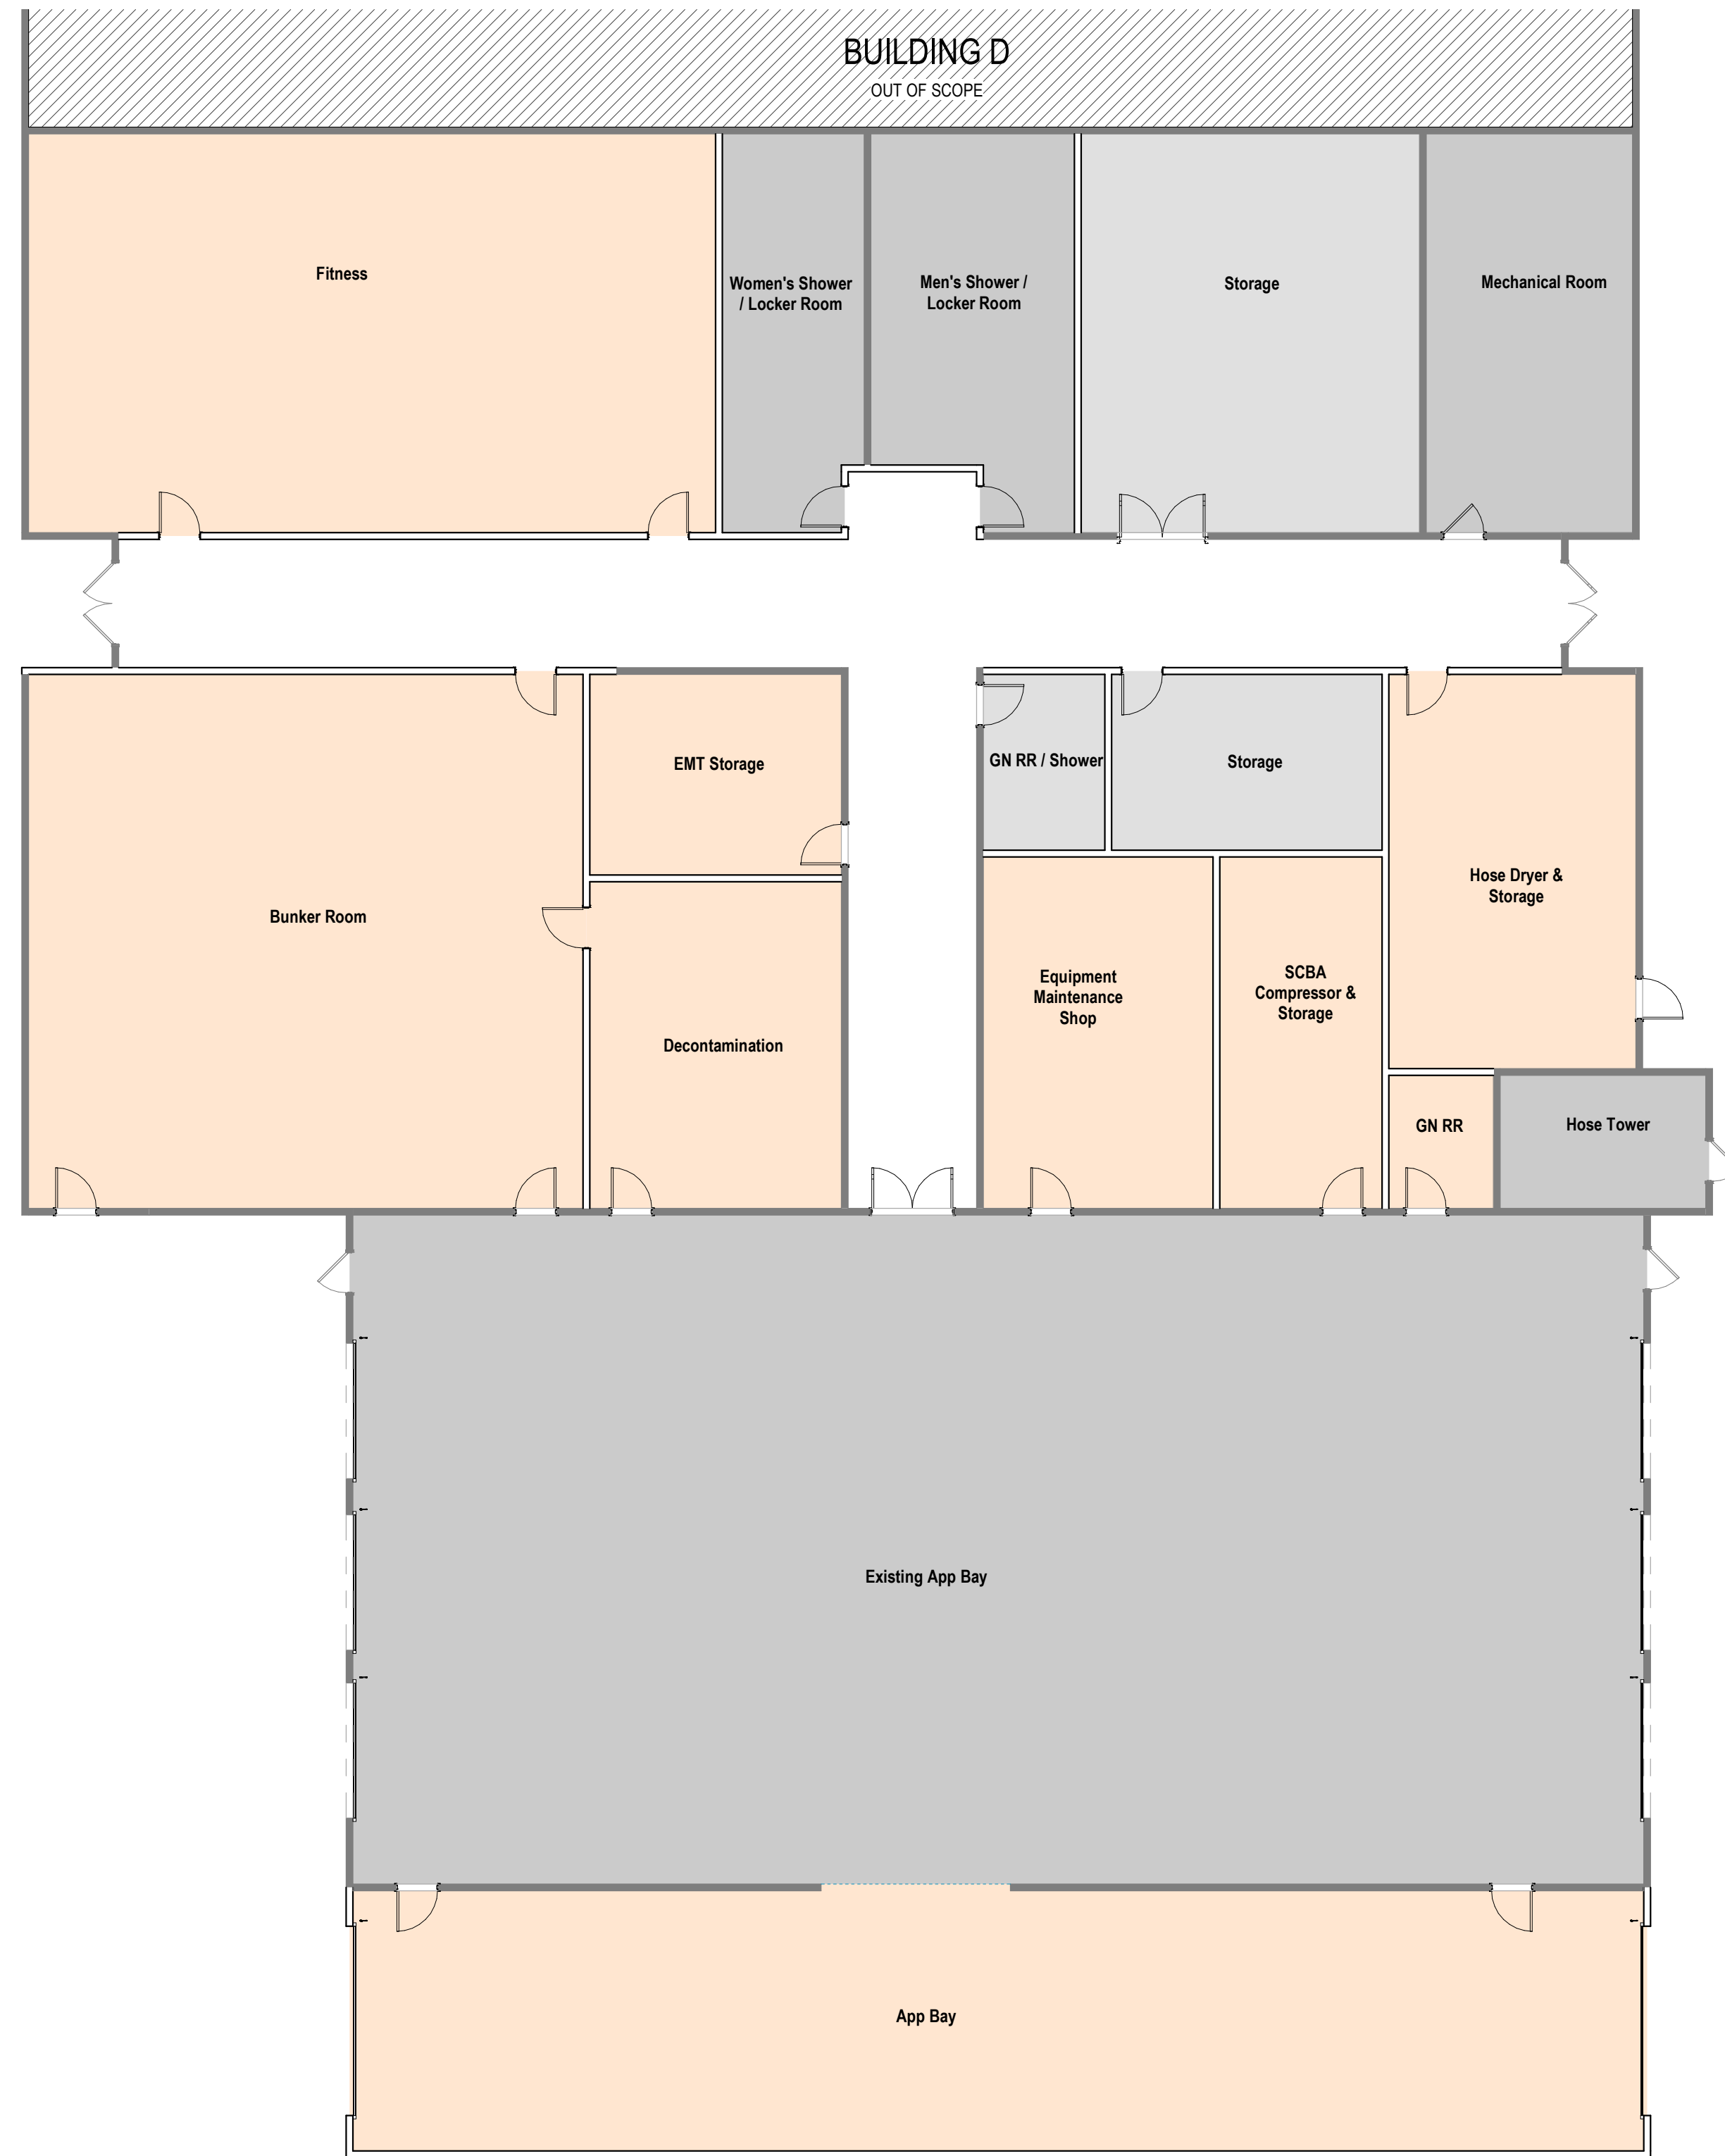 BUILDING D
OUT OF SCOPE
Fitness
Women's Shower
/ Locker Room
Men's Shower /
Locker Room
Storage
Mechanical Room
EMT Storage
GN RR / Shower
Storage
Bunker Room
Hose Dryer &
Storage
Equipment
Maintenance
Shop
SCBA
Compressor &
Storage
Decontamination
GN RR
Hose Tower
Existing App Bay
App Bay